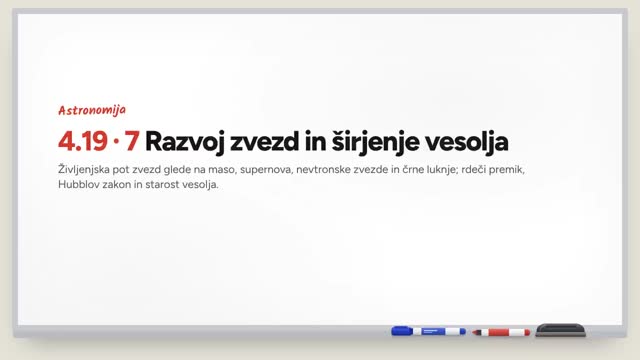 Astronomija
4.19 · 7 Razvoj zvezd in širjenje vesolja
Življenjska pot zvezd glede na maso, supernova, nevtronske zvezde in črne luknje; rdeči premik,
Hubblov zakon in starost vesolja.